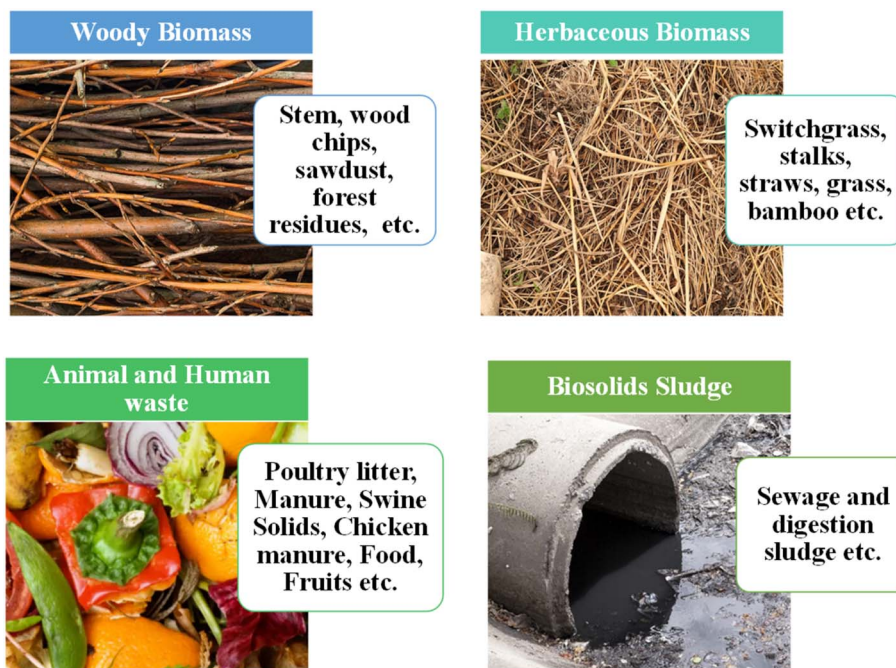 Woody Biomass
Stem, wood
chips,
sawdust,
forest
residues, etc.
Herbaceous Biomass
Switchgrass,
stalks,
straws, grass,
bamboo etc.
Animal and Human
waste
Poultry litter,
Manure, Swine
Solids, Chicken
manure, Food,
Fruits etc.
Biosolids Sludge
Sewage and
digestion
sludge etc.